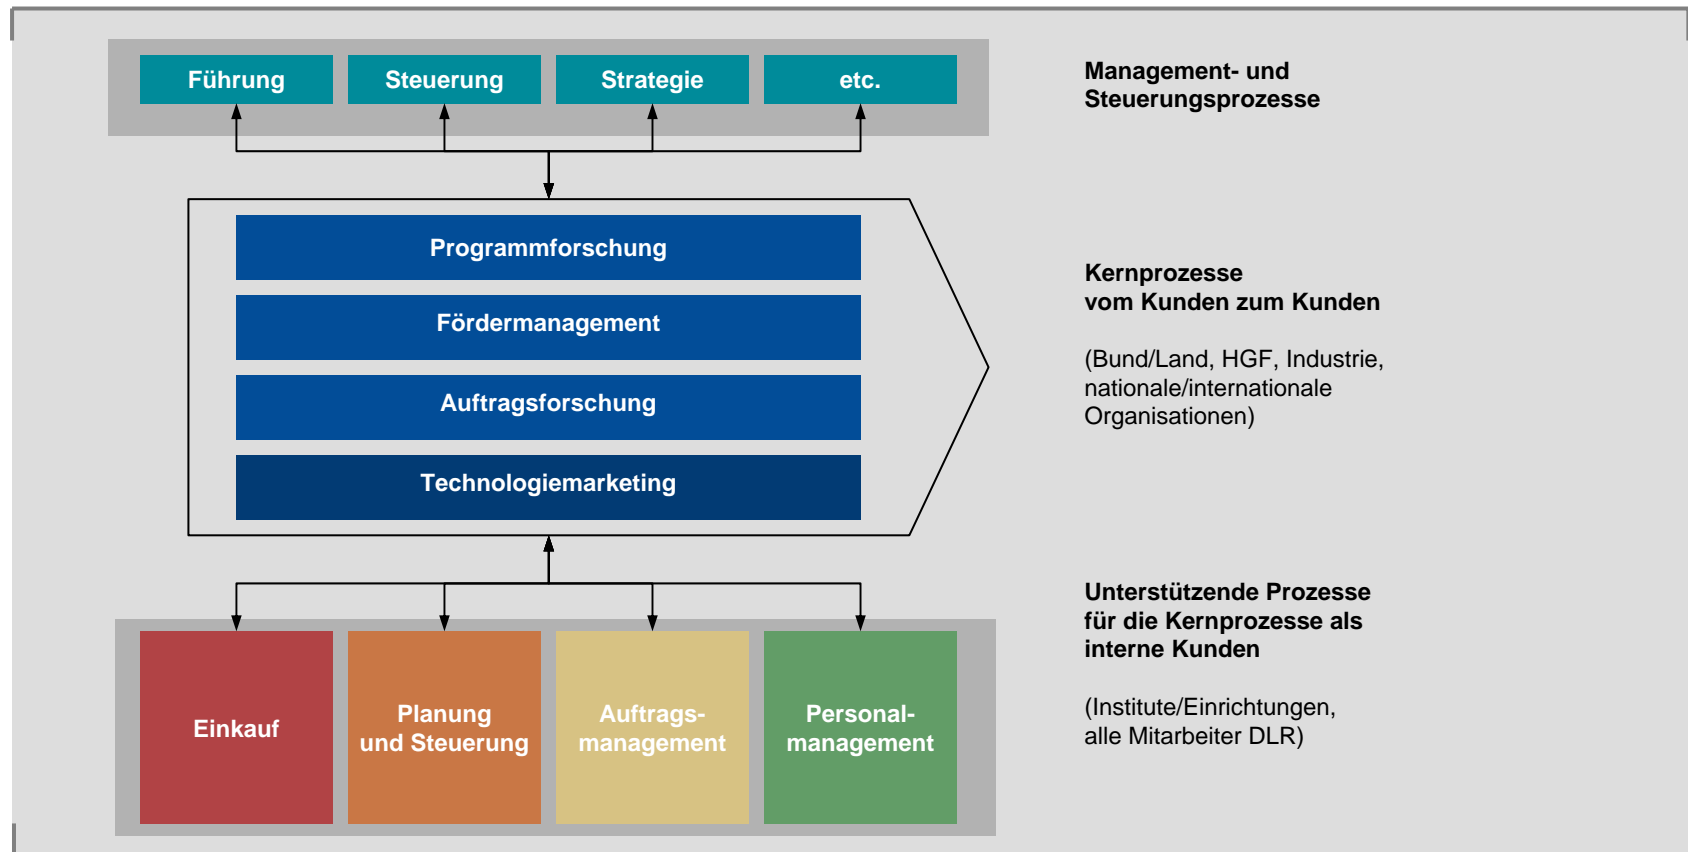 Führung
Steuerung
Strategie
etc.
Management- und
Steuerungsprozesse
Programmforschung
Fördermanagement
Auftragsforschung
Technologiemarketing
Kernprozesse
vom Kunden zum Kunden
(Bund/Land, HGF, Industrie,
nationale/internationale
Organisationen)
Einkauf
Planung
und Steuerung
Auftrags-
management
Personal-
management
Unterstützende Prozesse
für die Kernprozesse als
interne Kunden
(Institute/Einrichtungen,
alle Mitarbeiter DLR)